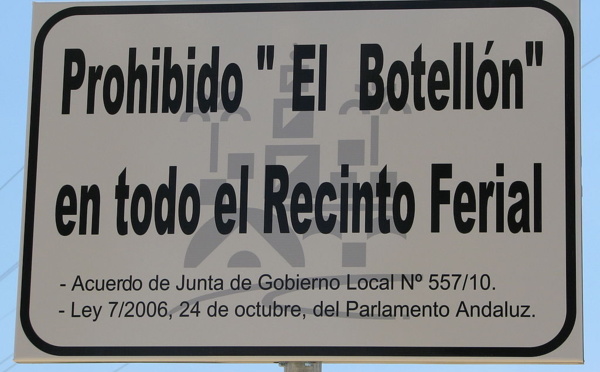 Prohibido " El Botellón"
en todo el Recinto Ferial
- Acuerdo de Junta de Gobierno Local Nº 557/10.
- Ley 7/2006, 24 de octubre, del Parlamento Andaluz.